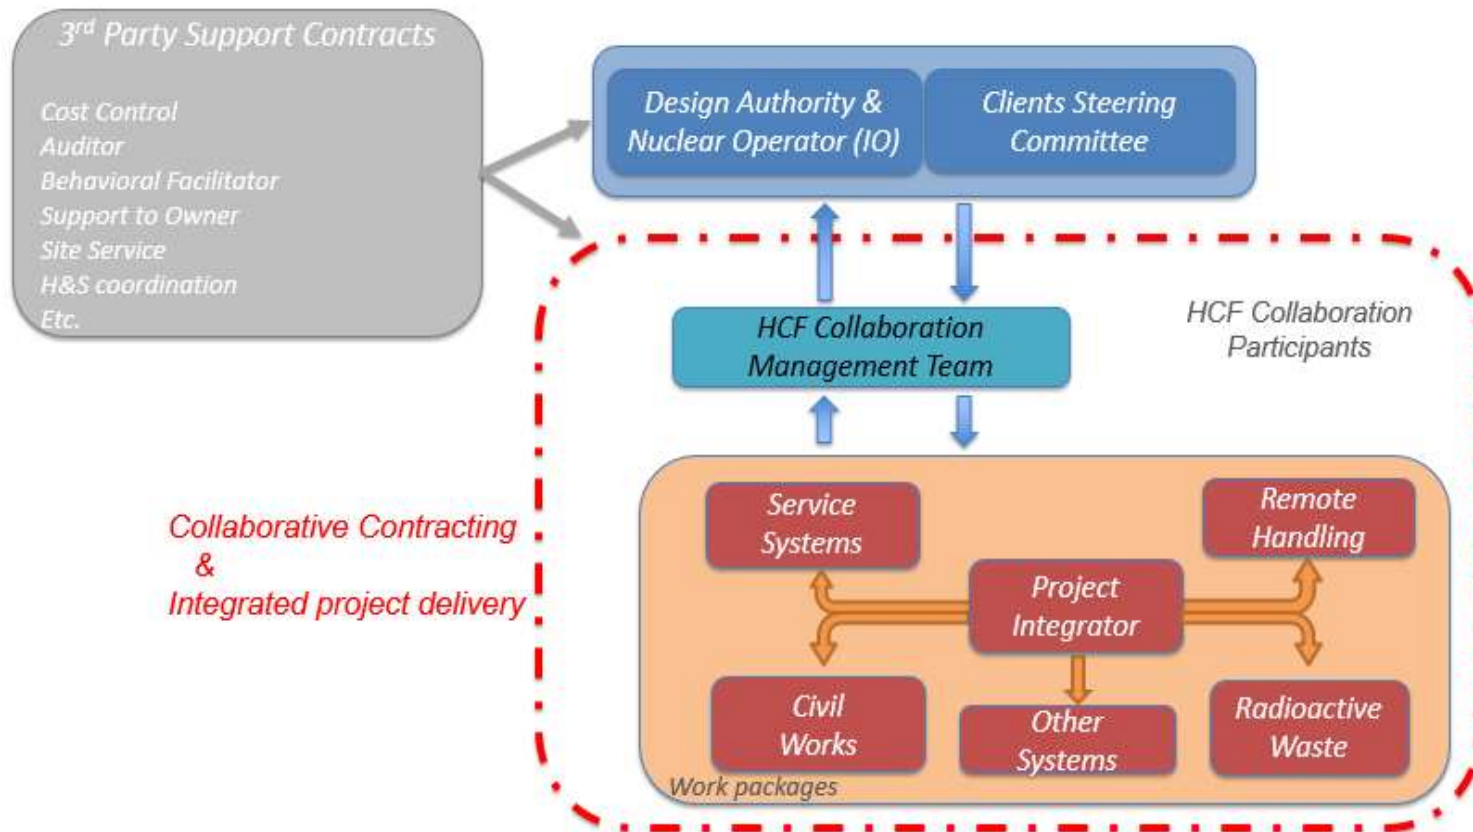 3rd Party Support Contracts
Cost Control
Auditor
Behavioral Facilitator
Support to Owner
Site Service
H&S coordination
Etc.
Design Authority &
Nuclear Operator (IO)
Clients Steering
Committee
HCF Collaboration
Management Team
HCF Collaboration
Participants
Collaborative Contracting
&
Integrated project delivery
Service
Systems
Remote
Handling
Project
Integrator
Civil
Works
Other
Systems
Radioactive
Waste
Work packages